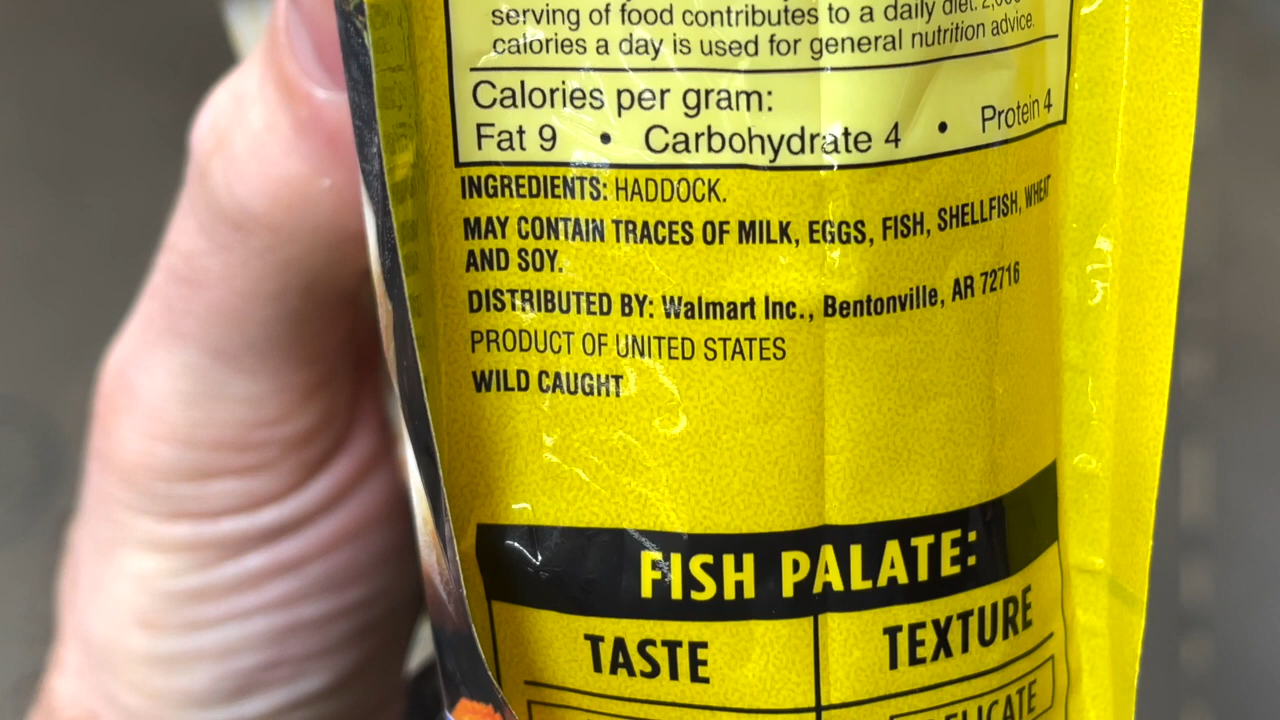 serving of food contributes to a daily diet. 2,000
calories a day is used for general nutrition advice.
Calories per gram:
Fat 9 • Carbohydrate 4 • Protein 4
INGREDIENTS: HADDOCK.
MAY CONTAIN TRACES OF MILK, EGGS, FISH, SHELLFISH, WHEAT
AND SOY.
DISTRIBUTED BY: Walmart Inc., Bentonville, AR 72716
PRODUCT OF UNITED STATES
WILD CAUGHT
FISH PALATE:
TASTE TEXTURE
DELICATE